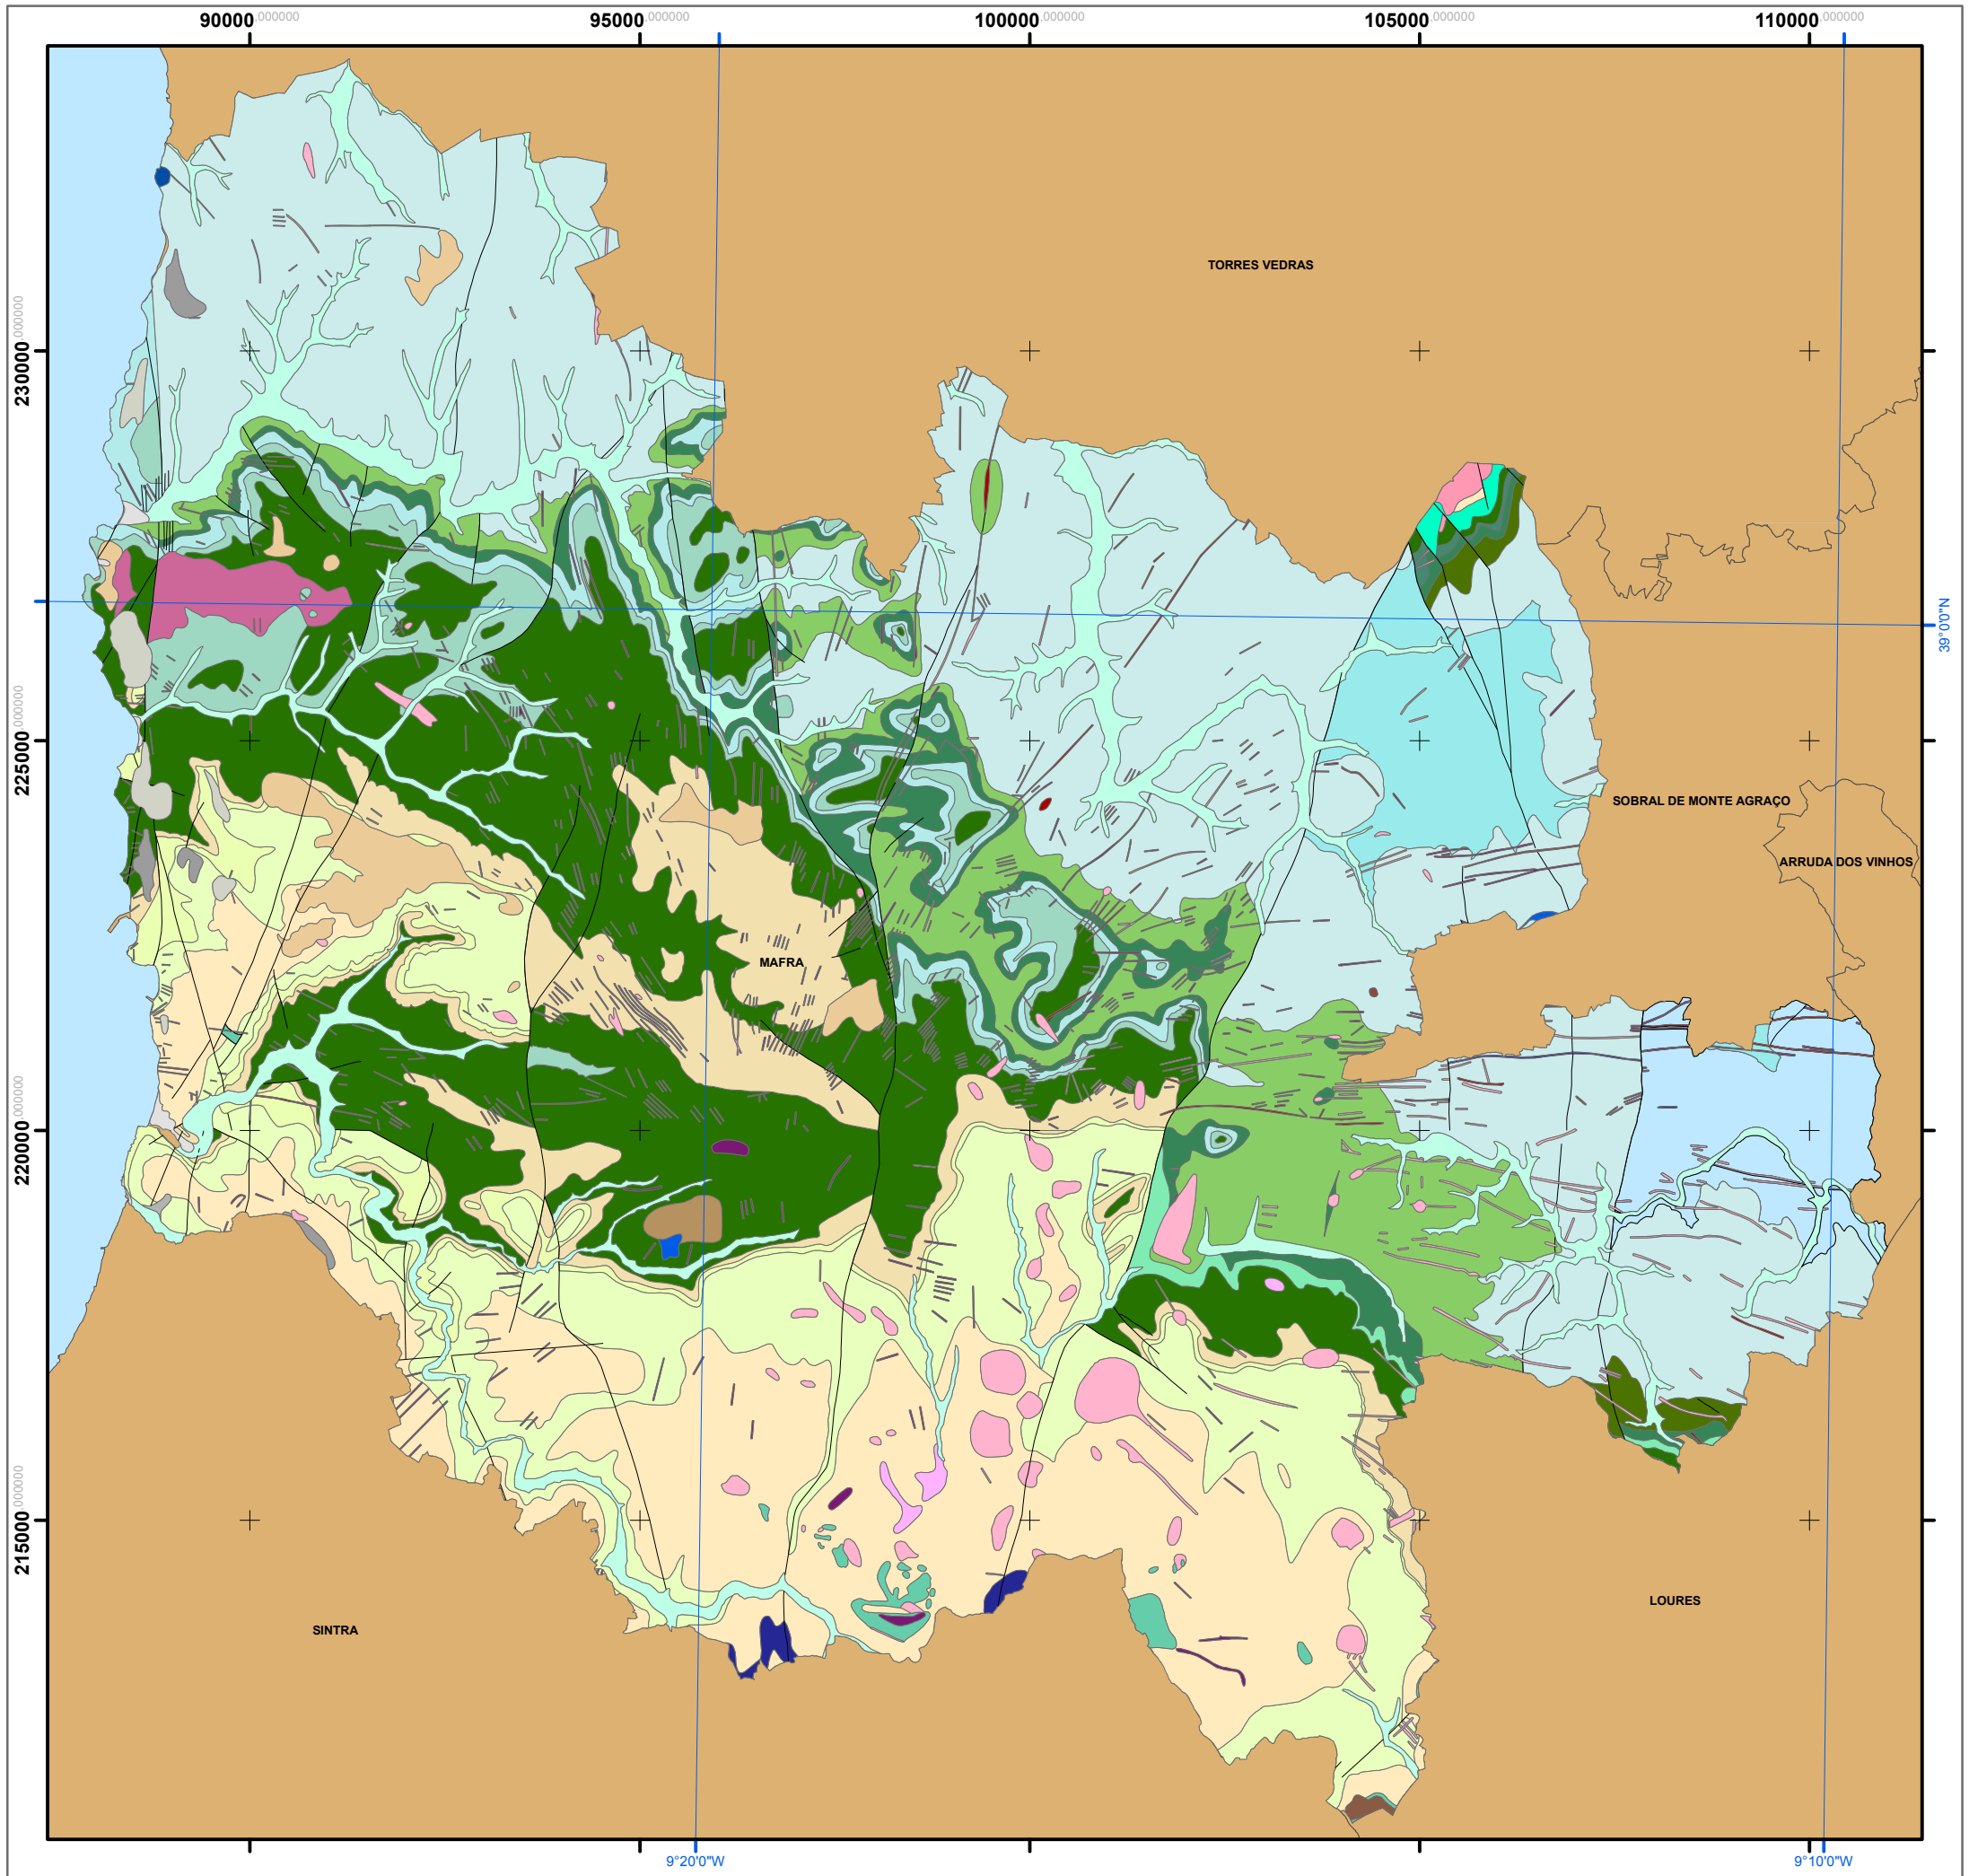 90000.000000 95000.000000 100000.000000 105000.000000 110000.000000
TORRES VEDRAS
230000.000000
39°0'0"N
225000.000000
SOBRAL DE MONTE AGRAÇO
ARRUDA DOS VINHOS
MAFRA
220000.000000
215000.000000
LOURES
SINTRA
9°20'0"W 9°10'0"W